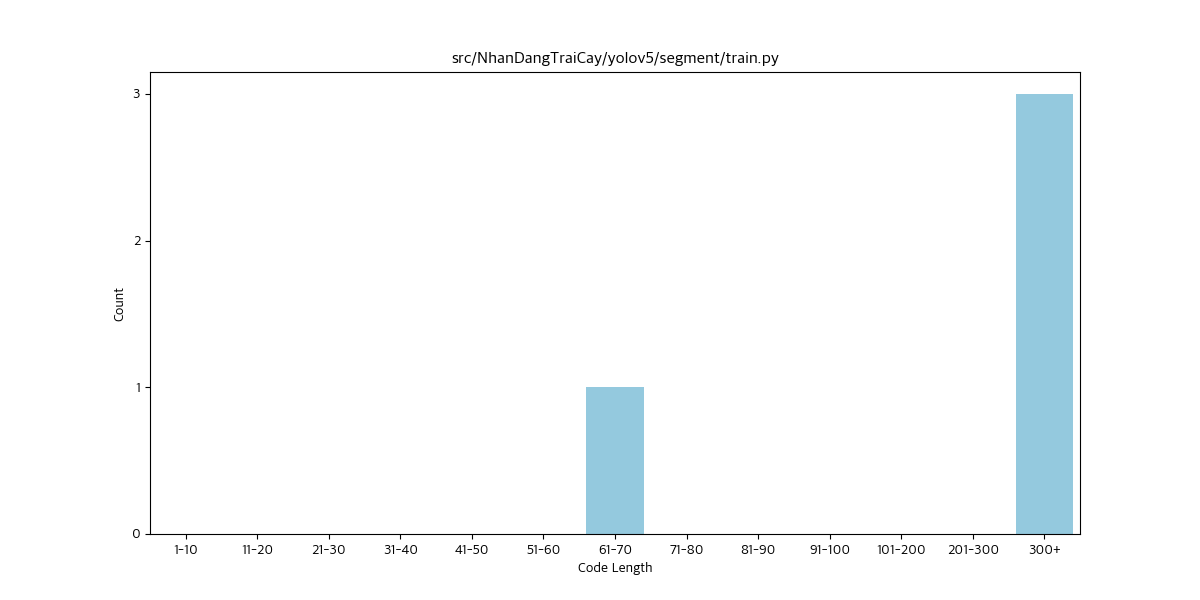 src/NhanDangTraiCay/yolov5/segment/train.py
3
2
1
0
Count
1-10 11-20 21-30 31-40 41-50 51-60 61-70 71-80 81-90 91-100 101-200 201-300 300+
Code Length